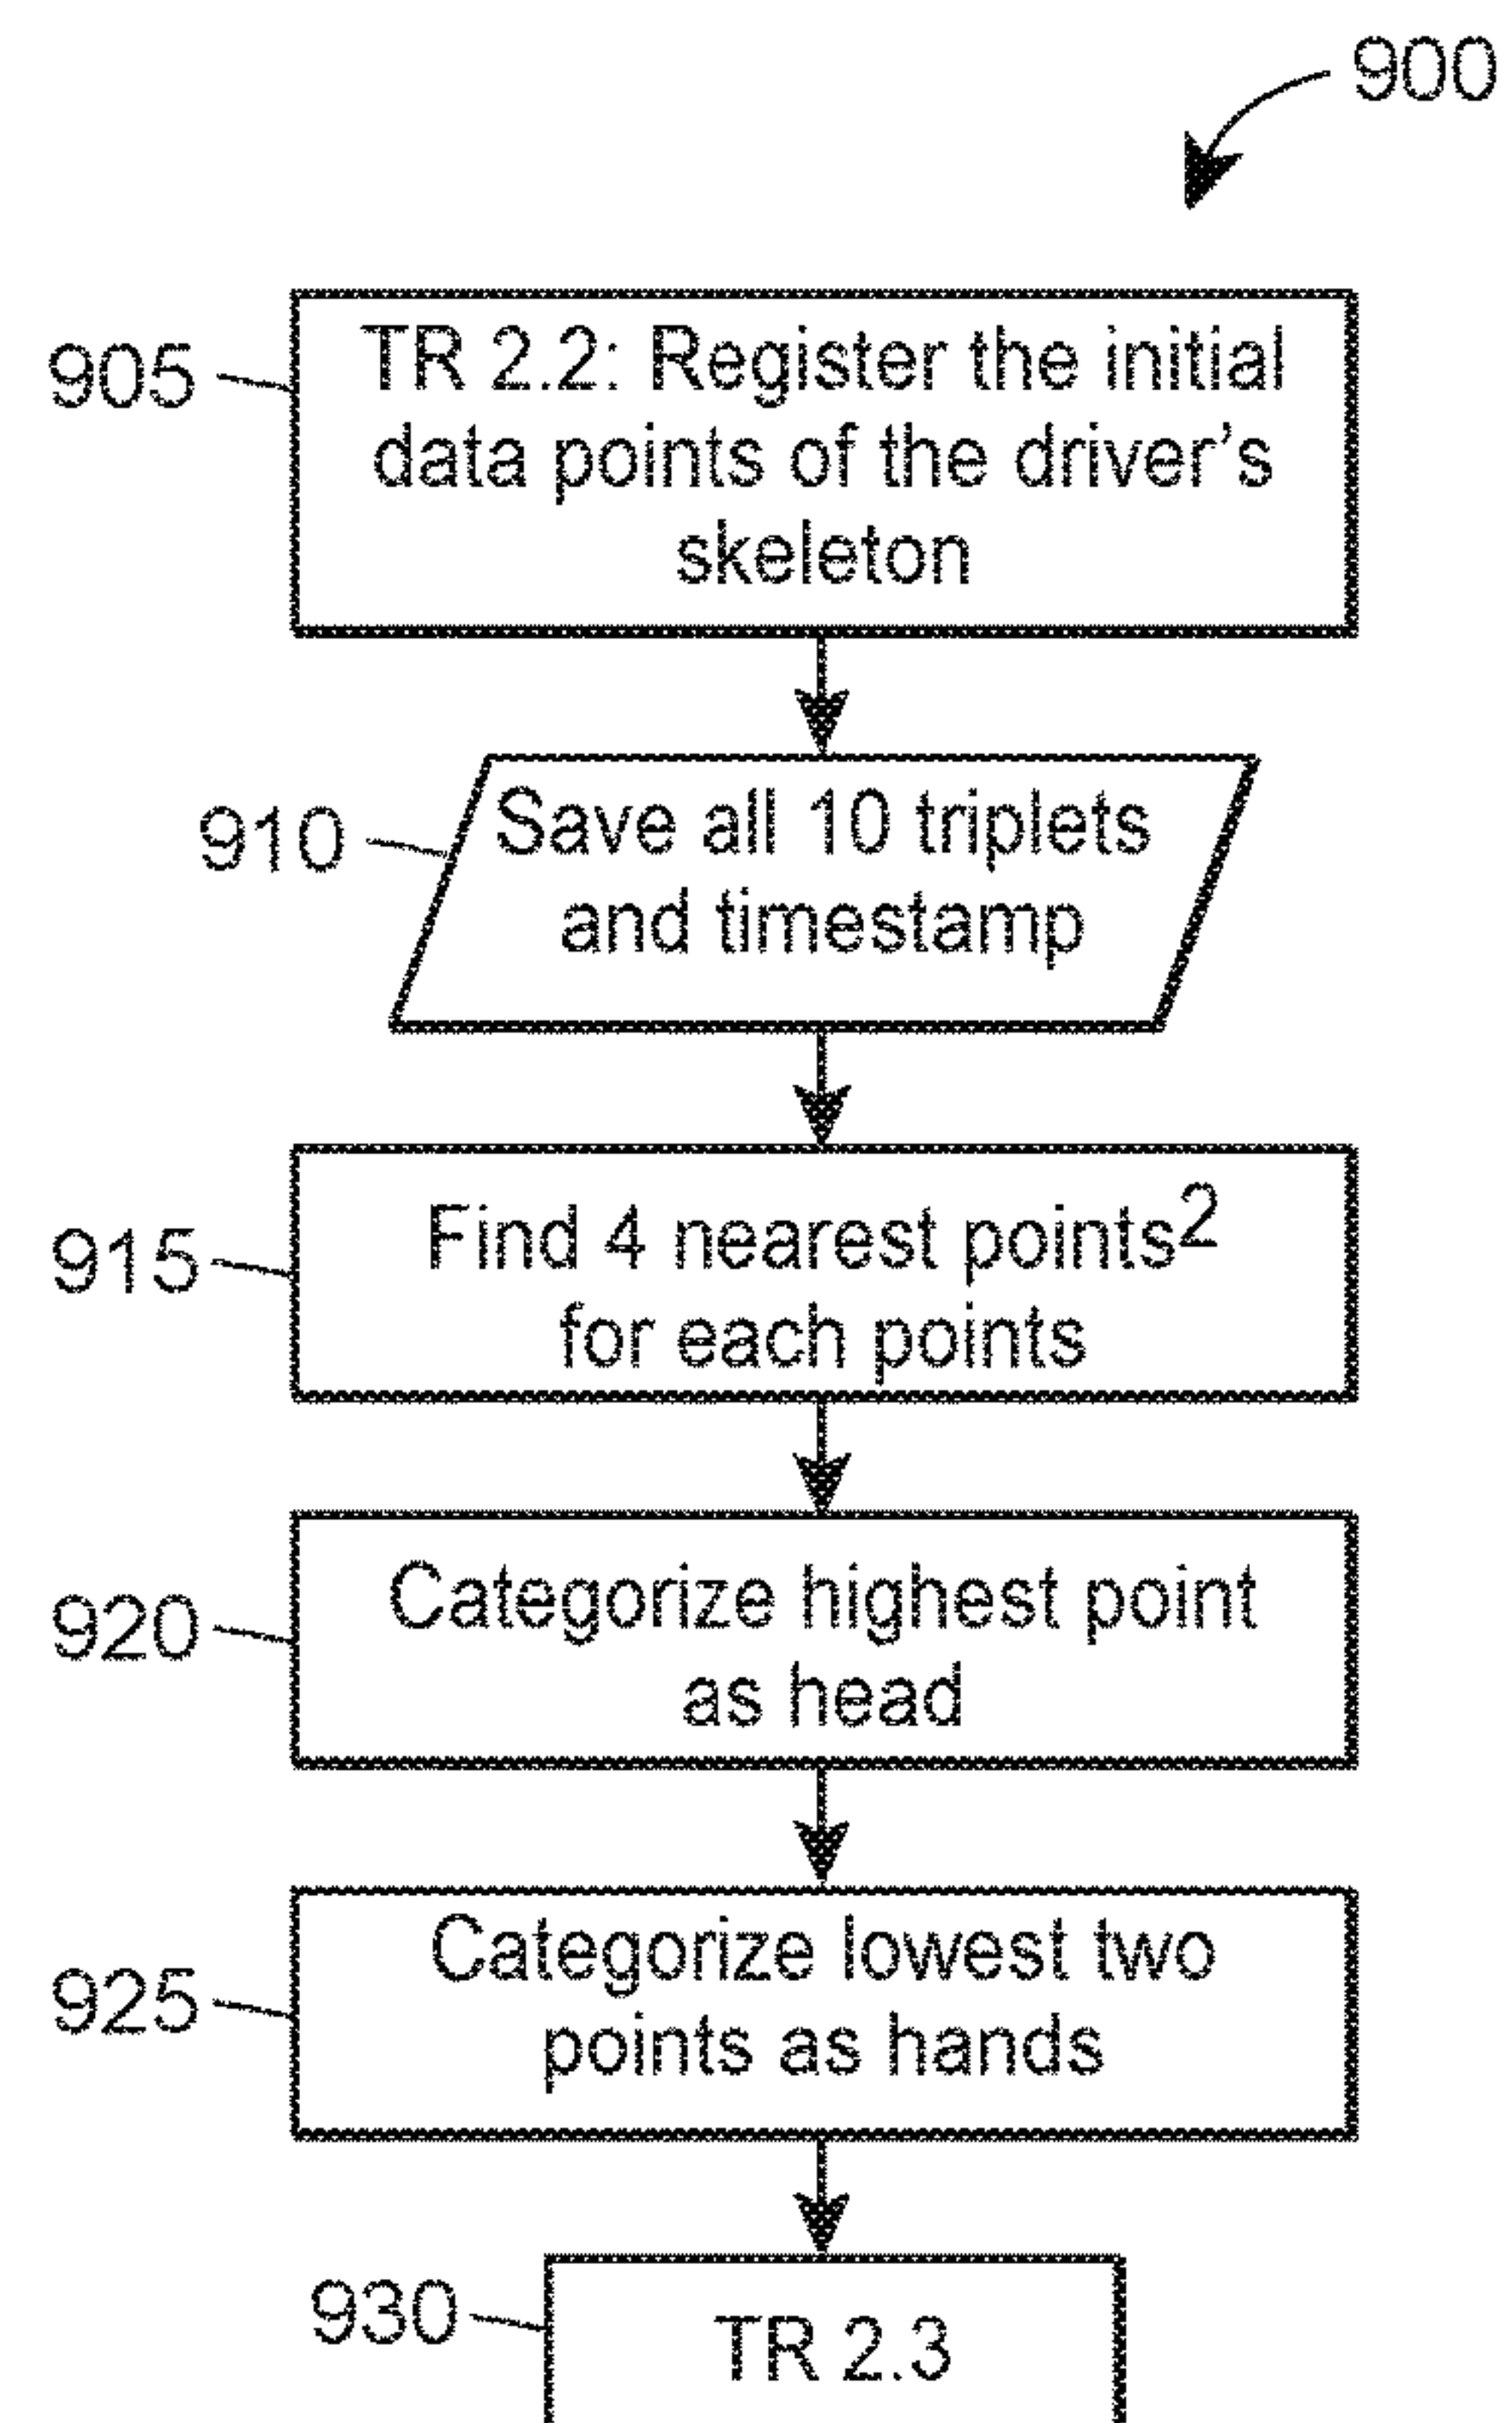 900
905
TR 2.2: Register the initial
data points of the driver's
skeleton
910
Save all 10 triplets
and timestamp
915
Find 4 nearest points2
for each points
920
Categorize highest point
as head
925
Categorize lowest two
points as hands
930
TR 2.3